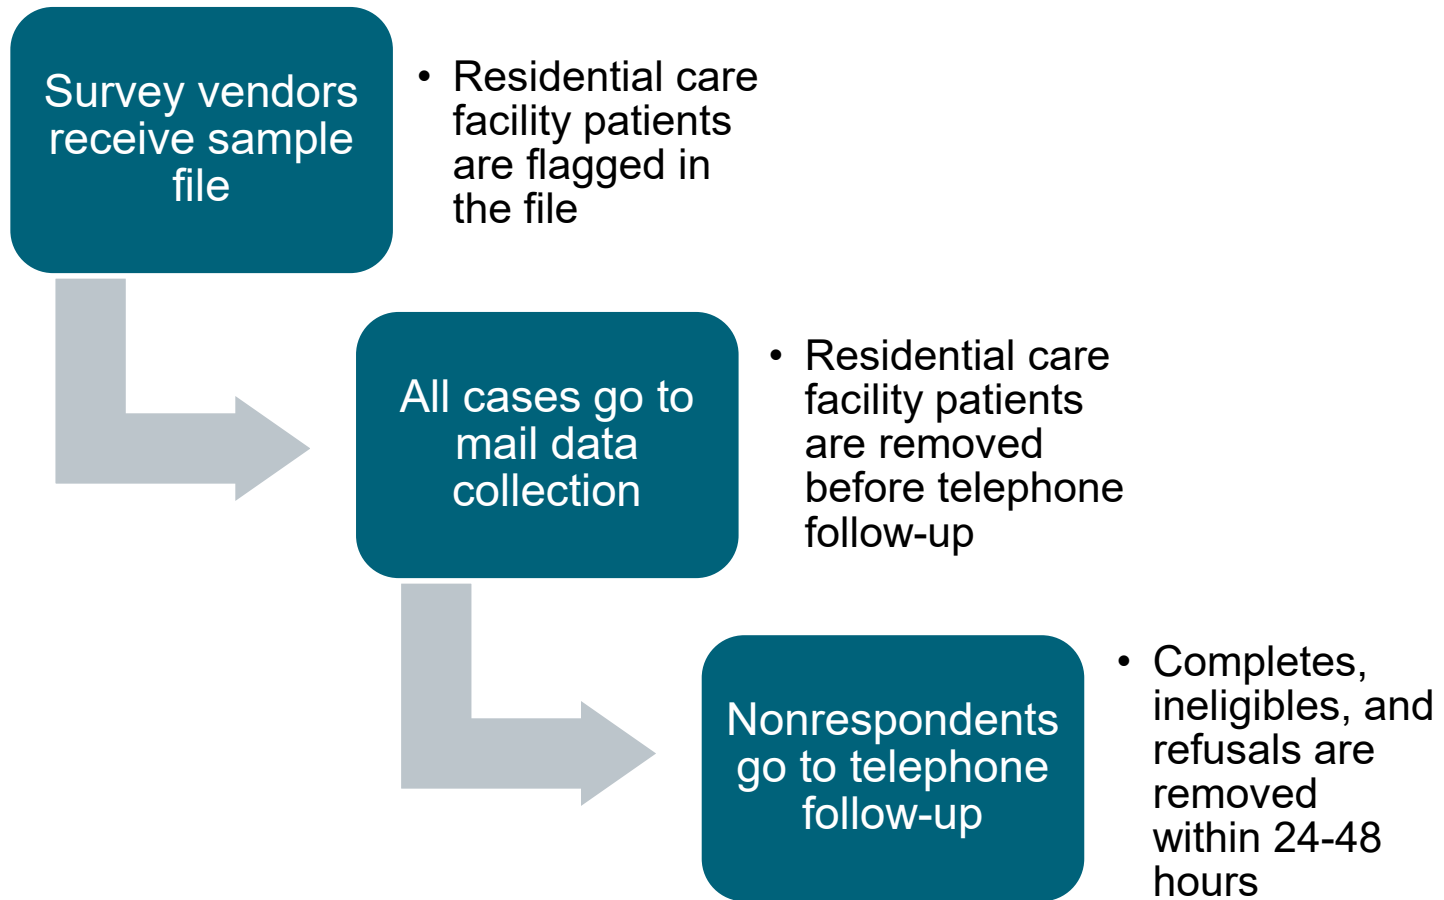 Survey vendors
receive sample
file
• Residential care
facility patients
are flagged in
the file
All cases go to
mail data
collection
• Residential care
facility patients
are removed
before telephone
follow-up
Nonrespondents
go to telephone
follow-up
• Completes,
ineligibles, and
refusals are
removed
within 24-48
hours